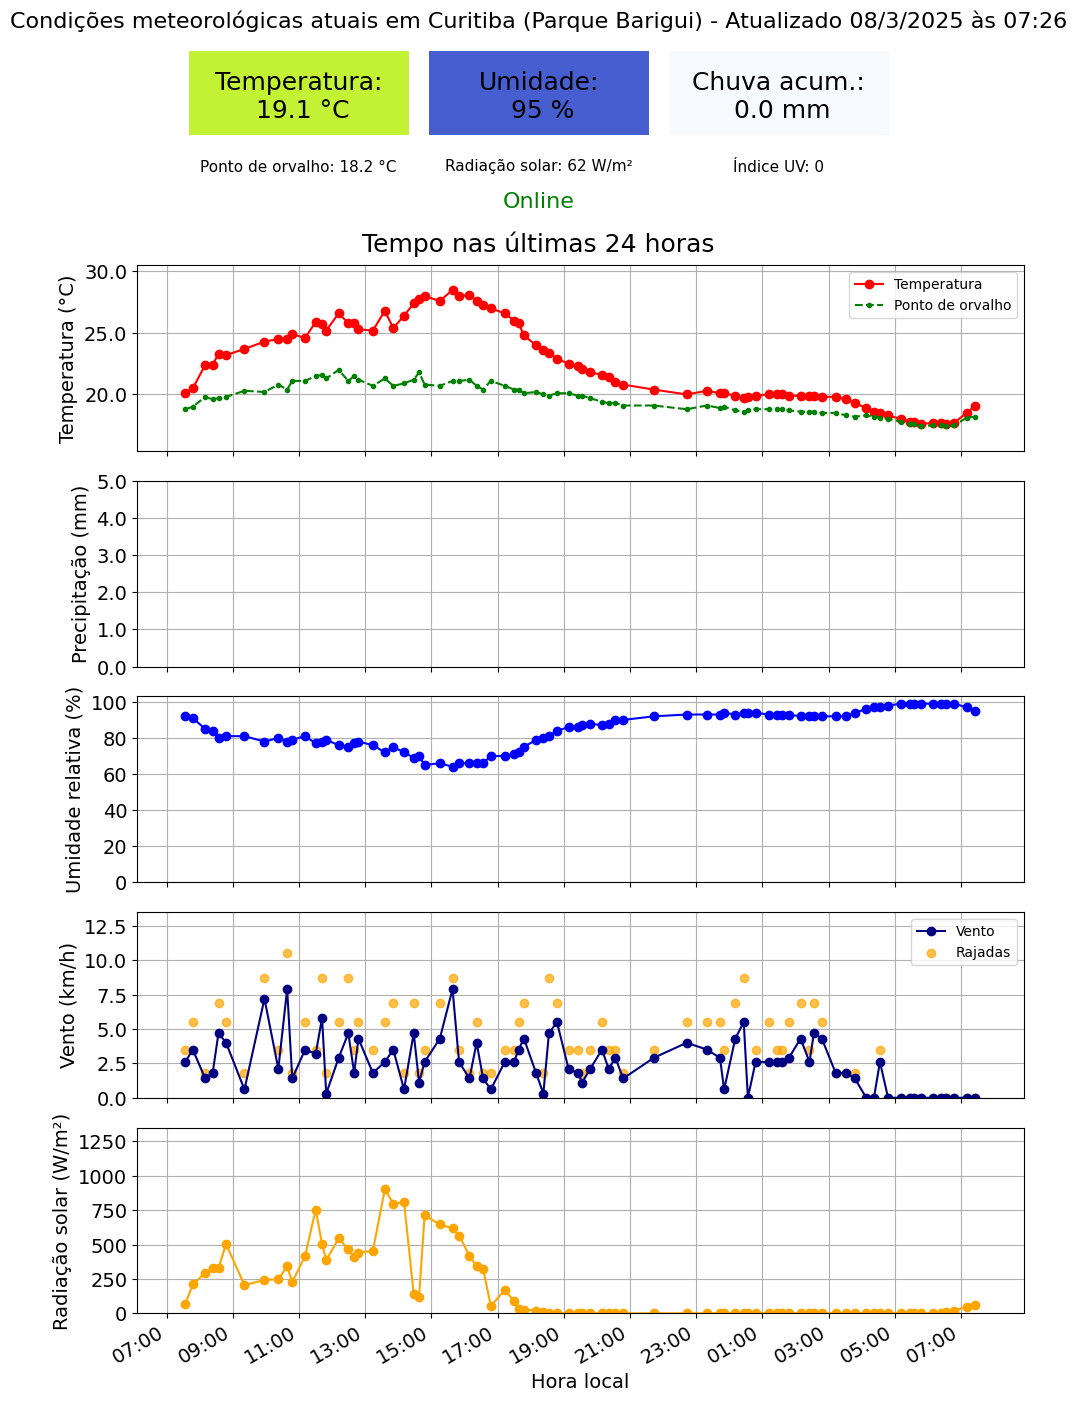 Condições meteorológicas atuais em Curitiba (Parque Barigui) - Atualizado 08/3/2025 às 07:26
Temperatura:
19.1 °C
Umidade:
95 %
Chuva acum.:
0.0 mm
Ponto de orvalho: 18.2 °C
Radiação solar: 62 W/m²
Índice UV: 0
Online
Tempo nas últimas 24 horas
Temperatura (°C)
30.0
25.0
20.0
Temperatura
Ponto de orvalho
Precipitação (mm)
5.0
4.0
3.0
2.0
1.0
0.0
Umidade relativa (%)
100
80
60
40
20
0
Vento (km/h)
12.5
10.0
7.5
5.0
2.5
0.0
Vento
Rajadas
Radiação solar (W/m²)
1250
1000
750
500
250
0
07:00
09:00
11:00
13:00
15:00
17:00
19:00
21:00
23:00
01:00
03:00
05:00
07:00
Hora local